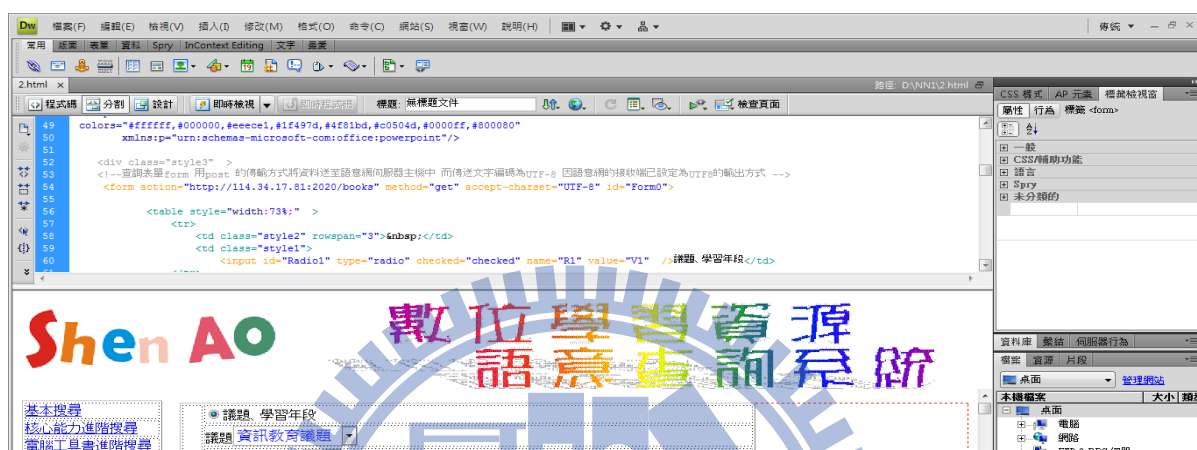 Dw 檔案(F) 編輯(E) 檢視(V) 插入(I) 修改(M) 格式(O) 命令(C) 網站(S) 視窗(W) 說明(H) 傳統
常用 版面 表單 資料 Spry InContext Editing 文字 最愛
2.html × 路徑: D:\NN1\2.html
程式碼 分割 設計 即時檢視 即時程式碼 標題: 無標題文件 檢查頁面
49 colors="#ffffff,#000000,#eeece1,#1f497d,#4f81bd,#c0504d,#0000ff,#800080"
50 xmlns:p="urn:schemas-microsoft-com:office:powerpoint"/>
51
52 <div class="style3" >
53 <!--查詢表單form 用post 的傳輸方式將資料送至語意網伺服器主機中 而傳送文字編碼為UTF-8 因語意網的接收端已設定為UTF8的輸出方式 -->
54 <form action="http://114.34.17.81:2020/books" method="get" accept-charset="UTF-8" id="Form0">
55
56 <table style="width:73%;" >
57 <tr>
58 <td class="style2" rowspan="3">&nbsp;</td>
59 <td class="style1">
60 <input id="Radio1" type="radio" checked="checked" name="R1" value="V1" />議題、學習年段</td>
Shen AO
數位學習資源
語意查詢系統
基本搜尋
核心能力進階搜尋
電腦工具書進階搜尋
議題、學習年段
議題 資訊教育議題
CSS 樣式 AP 元素 標籤檢視窗
屬性 行為 標籤 <form>
一般
CSS/輔助功能
語言
Spry
未分類的
資料庫 繫結 伺服器行為
檔案 資源 片段
桌面 管理網站
本機檔案 大小
桌面
電腦
網路